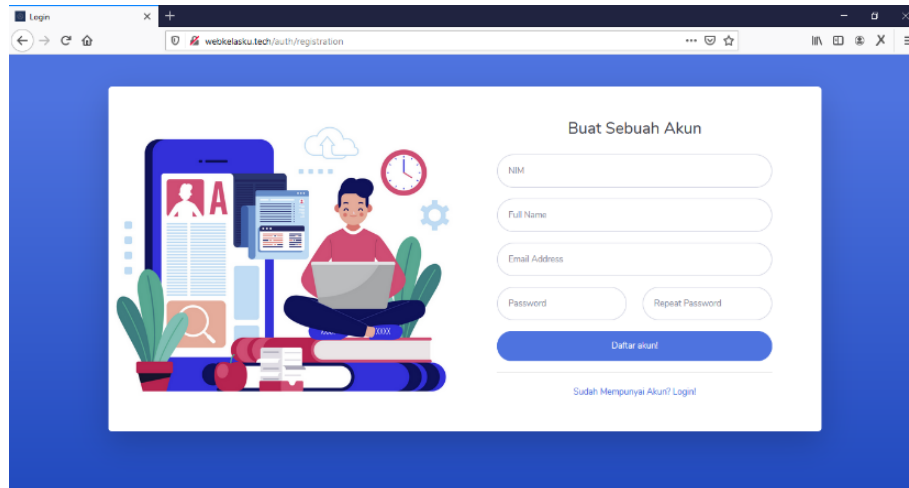 Login
webkelasku.tech/auth/registration
A
Buat Sebuah Akun
NIM
Full Name
Email Address
Password
Repeat Password
Daftar akun!
Sudah Mempunyai Akun? Login!